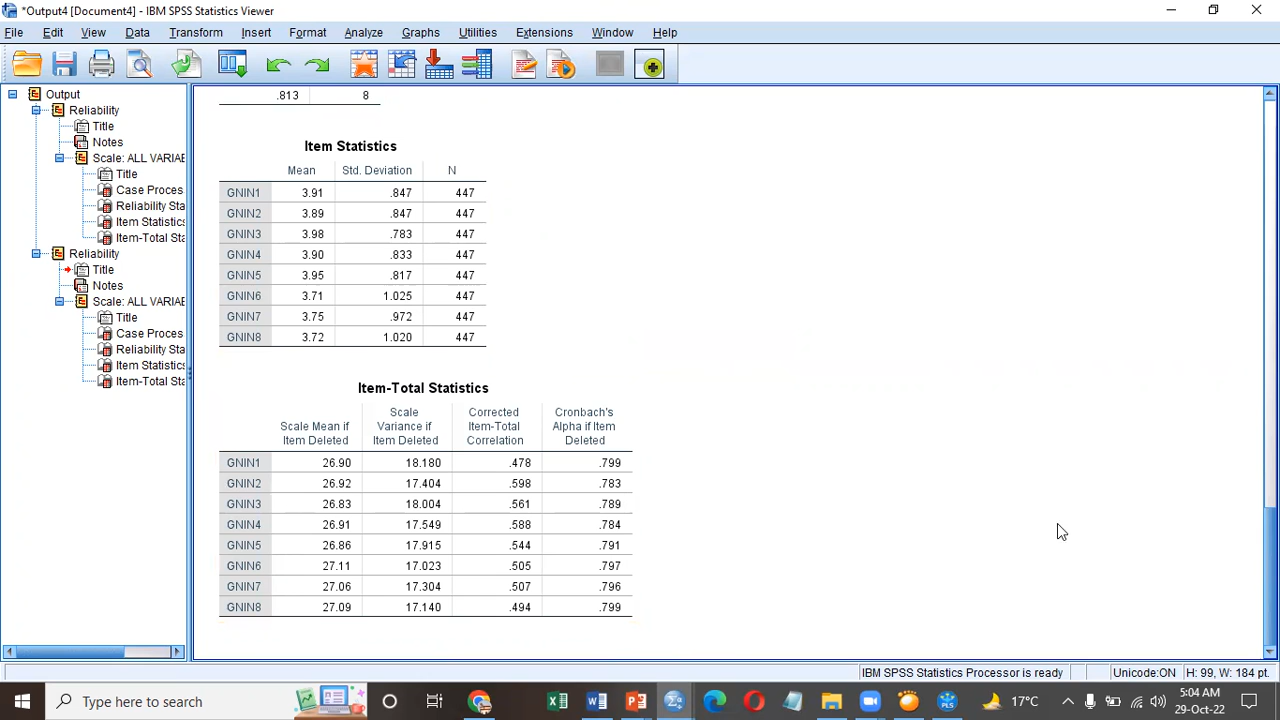 *Output4 [Document4] - IBM SPSS Statistics Viewer
File Edit View Data Transform Insert Format Analyze Graphs Utilities Extensions Window Help
Output
Reliability
Title
Notes
Scale: ALL VARIAB
Title
Case Proces
Reliability Sta
Item Statistics
Item-Total Sta
Reliability
Title
Notes
Scale: ALL VARIAB
Title
Case Proces
Reliability Sta
Item Statistics
Item-Total Sta
.813 8
Item Statistics
Mean Std. Deviation N
GNIN1 3.91 .847 447
GNIN2 3.89 .847 447
GNIN3 3.98 .783 447
GNIN4 3.90 .833 447
GNIN5 3.95 .817 447
GNIN6 3.71 1.025 447
GNIN7 3.75 .972 447
GNIN8 3.72 1.020 447
Item-Total Statistics
Scale Mean if Item Deleted Scale Variance if Item Deleted Corrected Item-Total Correlation Cronbach's Alpha if Item Deleted
GNIN1 26.90 18.180 .478 .799
GNIN2 26.92 17.404 .598 .783
GNIN3 26.83 18.004 .561 .789
GNIN4 26.91 17.549 .588 .784
GNIN5 26.86 17.915 .544 .791
GNIN6 27.11 17.023 .505 .797
GNIN7 27.06 17.304 .507 .796
GNIN8 27.09 17.140 .494 .799
IBM SPSS Statistics Processor is ready Unicode:ON H: 99, W: 184 pt.
Type here to search
17°C
5:04 AM
29-Oct-22